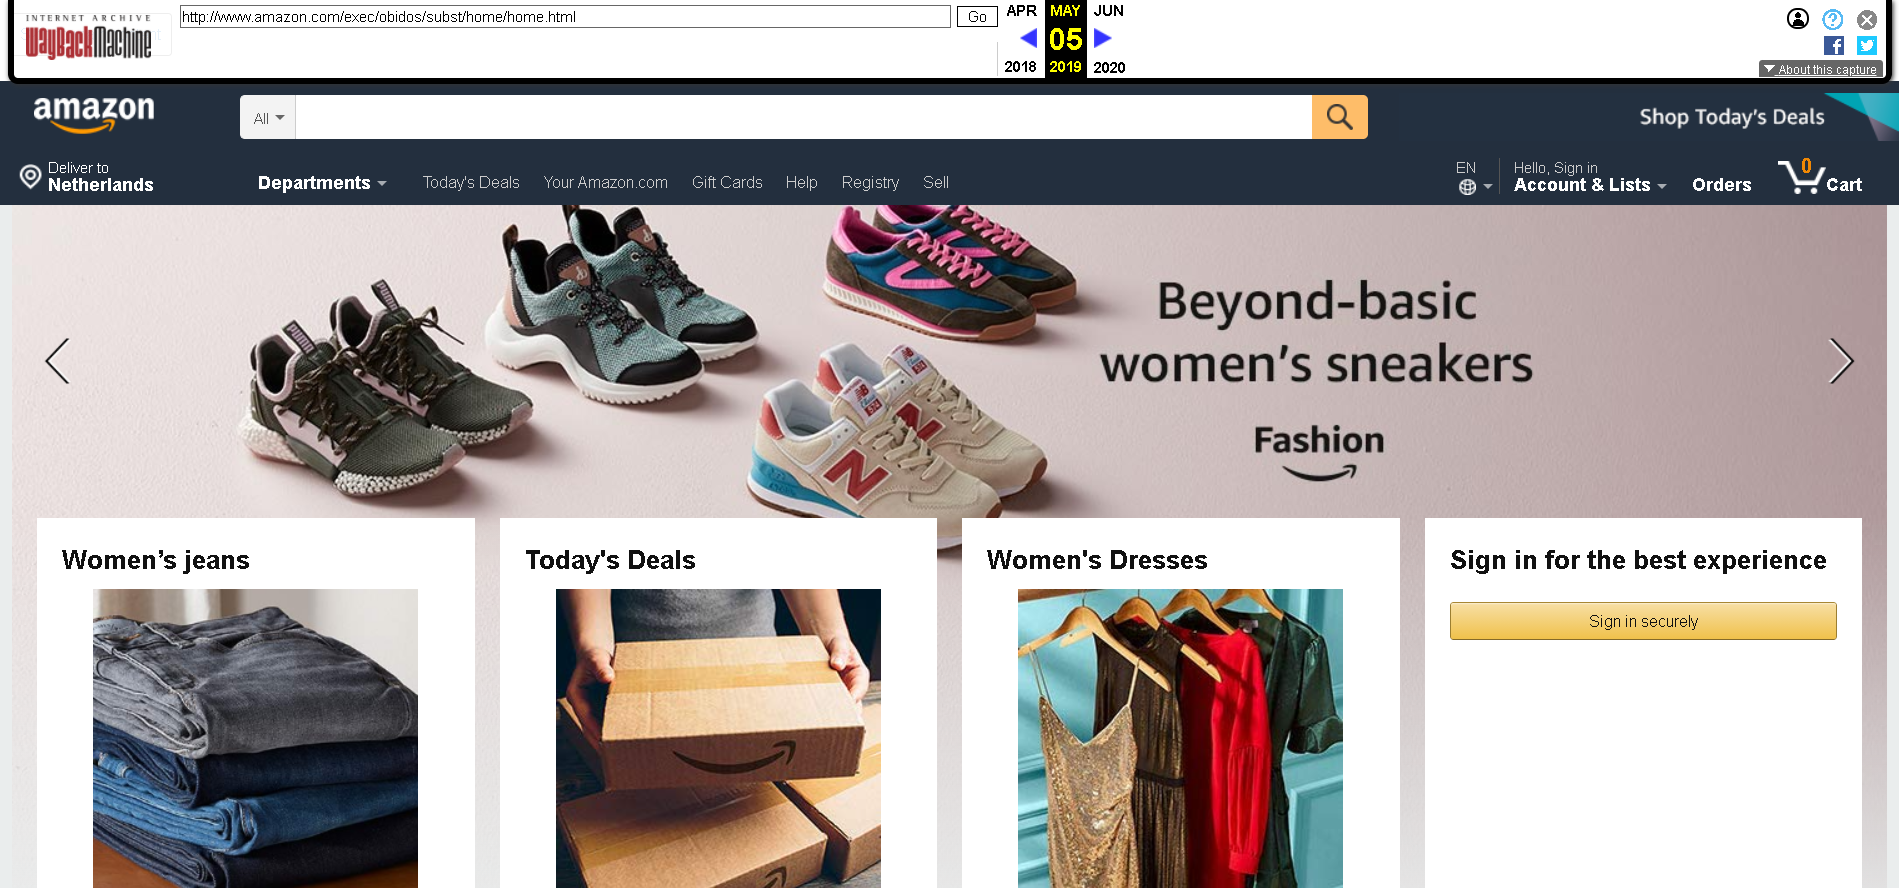 INTERNET ARCHIVE
WayBackMachine
http://www.amazon.com/exec/obidos/subst/home/home.html
Go
APR MAY JUN
05
2018 2019 2020
About this capture
amazon
All
Shop Today's Deals
Deliver to
Netherlands
Departments
Today's Deals
Your Amazon.com
Gift Cards
Help
Registry
Sell
EN
Hello, Sign in
Account & Lists
Orders
0
Cart
Beyond-basic
women's sneakers
Fashion
Women's jeans
Today's Deals
Women's Dresses
Sign in for the best experience
Sign in securely